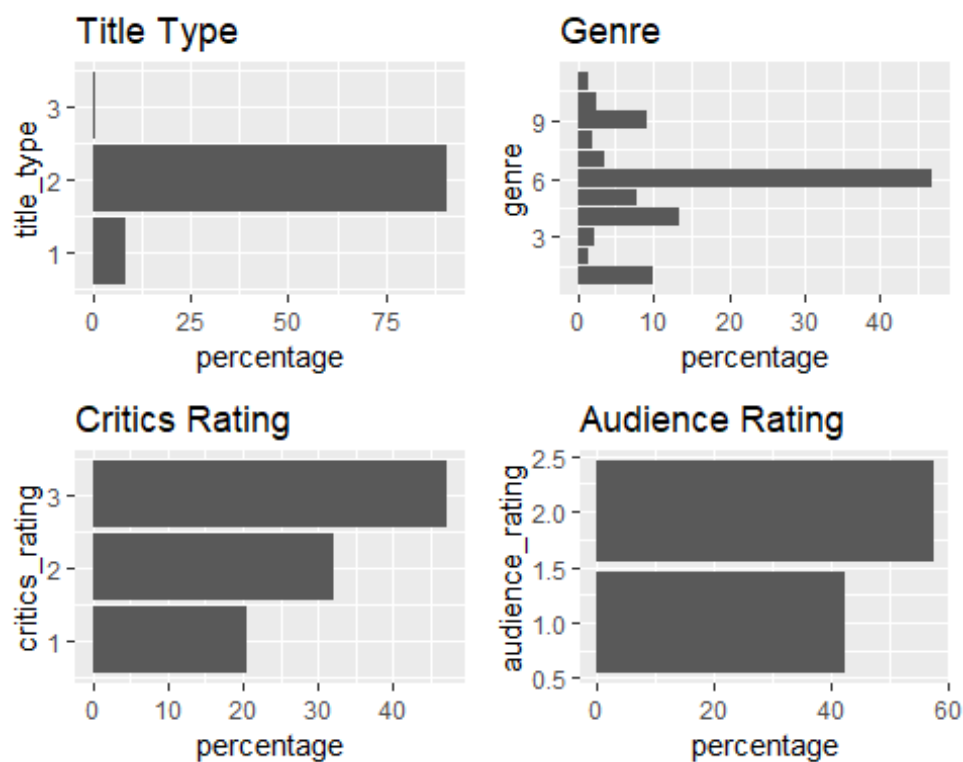 Title Type
title_type
3
2
1
0 25 50 75
percentage
Genre
genre
9
6
3
0 10 20 30 40
percentage
Critics Rating
critics_rating
3
2
1
0 10 20 30 40
percentage
Audience Rating
audience_rating
2.5
2.0
1.5
1.0
0.5
0 20 40 60
percentage